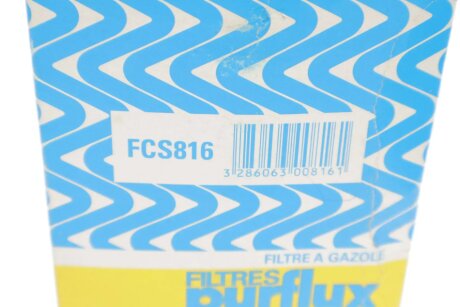 FCS816
3 286063 008161
FILTRE A GAZOLE
FILTRES
purflux